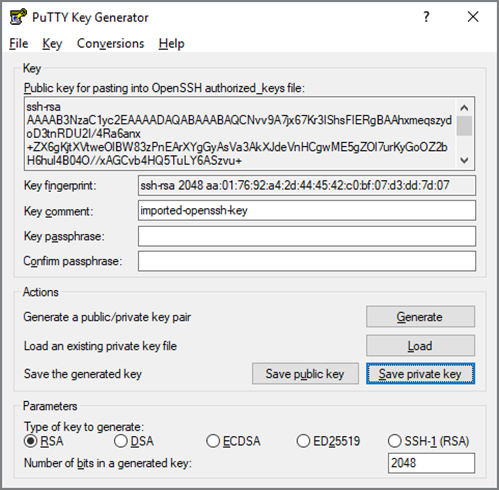 PuTTY Key Generator
?
File Key Conversions Help
Key
Public key for pasting into OpenSSH authorized_keys file:
ssh-rsa
AAAAB3NzaC1yc2EAAAADAQABAAABAQCNvv9A7jx67Kr3IShsFIERgBAAhxmeqszyd
oD3tnRDU2I/4Ra6anx
+ZX6gKjtXVtweOIBW83zPnEArXYgGyAsVa3AkXJdeVnHCgwME5gZOI7urKyGoOZ2b
H6hul4B04O//xAGCvb4HQ5TuLY6ASzvu+
Key fingerprint: ssh-rsa 2048 aa:01:76:92:a4:2d:44:45:42:c0:bf:07:d3:dd:7d:07
Key comment: imported-openssh-key
Key passphrase:
Confirm passphrase:
Actions
Generate a public/private key pair Generate
Load an existing private key file Load
Save the generated key Save public key Save private key
Parameters
Type of key to generate:
RSA DSA ECDSA ED25519 SSH-1 (RSA)
Number of bits in a generated key: 2048